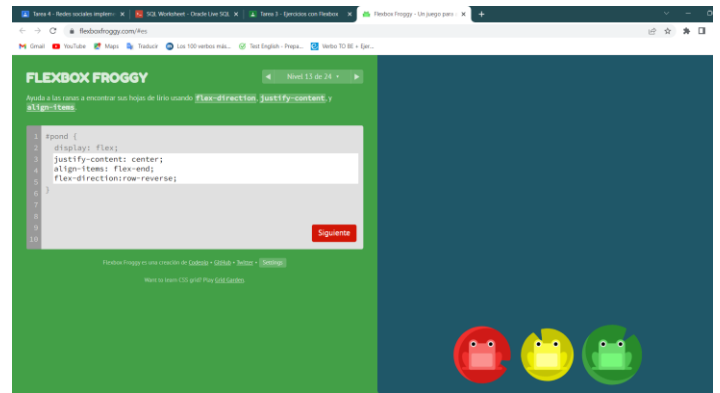 Tarea 4 - Redes sociales implem
SQL Worksheet - Oracle Live SQL
Tarea 3 - Ejercicios con Flexbox
Flexbox Froggy - Un juego para
flexboxfroggy.com/#es
Gmail YouTube Maps Traducir Los 100 verbos más... Test English - Prepa... Verbo TO BE • Ejer...
FLEXBOX FROGGY
Nivel 13 de 24
Ayuda a las ranas a encontrar sus hojas de lirio usando flex-direction, justify-content, y
align-items.
1 #pond {
2 display: flex;
3 justify-content: center;
4 align-items: flex-end;
5 flex-direction:row-reverse;
6 }
7
8
9
10
Siguiente
Flexbox Froggy es una creación de Codepip • GitHub • Twitter • Settings
Want to learn CSS grid? Play Grid Garden.